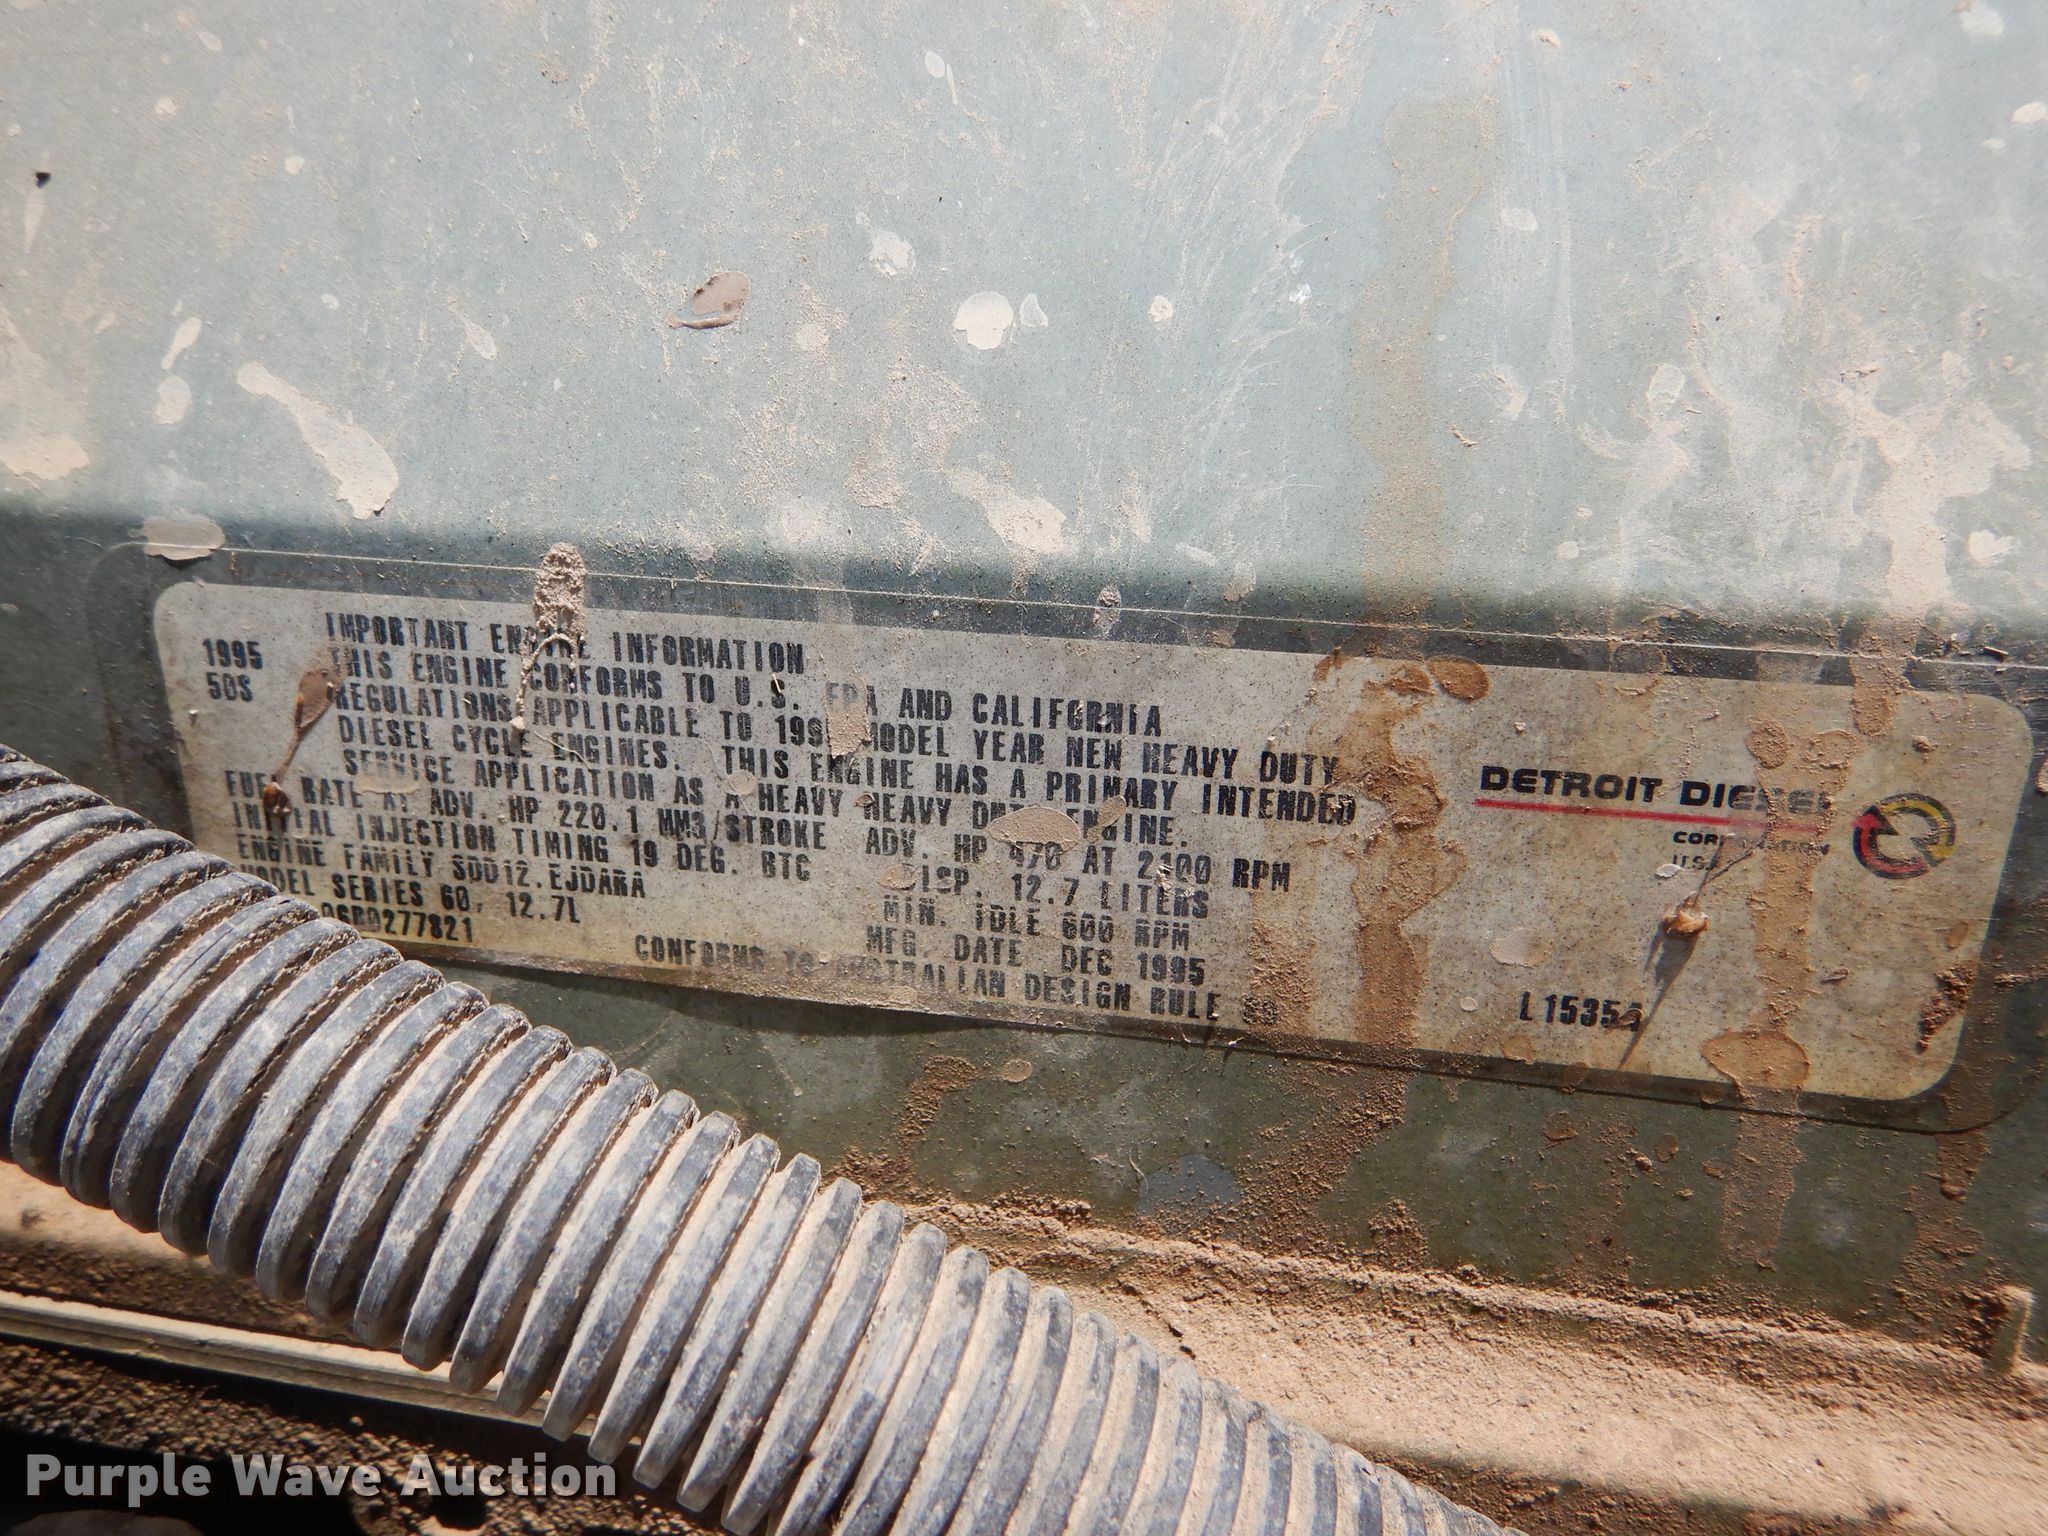 1995
50S
IMPORTANT ENGINE INFORMATION
THIS ENGINE CONFORMS TO U.S. EPA AND CALIFORNIA
REGULATIONS APPLICABLE TO MODEL YEAR NEW HEAVY DUTY
DIESEL CYCLE ENGINES. THIS ENGINE HAS A PRIMARY INTENDED
SERVICE APPLICATION AS A HEAVY HEAVY DUTY ENGINE.
FUEL RATE AT ADV. HP 220.1 MM3/STROKE ADV. HP 470 AT 2100 RPM
INITIAL INJECTION TIMING 19 DEG. BTC DISP. 12.7 LITERS
ENGINE FAMILY SDD12.EJDARA MIN. IDLE 600 RPM
MODEL SERIES 60, 12.7L MFG. DATE DEC 1995
06R0277821 CONFORMS TO AUSTRALIAN DESIGN RULE
DETROIT DIESEL
CORPORATION
U.S.A.
Purple Wave Auction